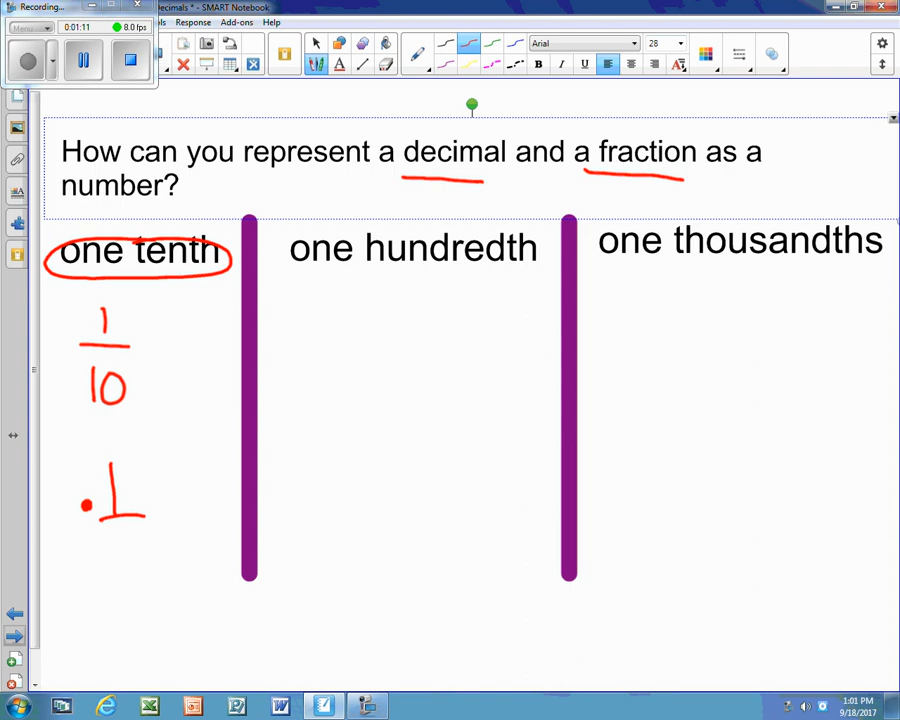 Recording...
Decimals * - SMART Notebook
Menu
0:01:11
8.0 fps
ls Response Add-ons Help
Arial
28
B I U
How can you represent a decimal and a fraction as a
number?
one tenth
one hundredth
one thousandths
1
10
.1
1:01 PM
9/18/2017